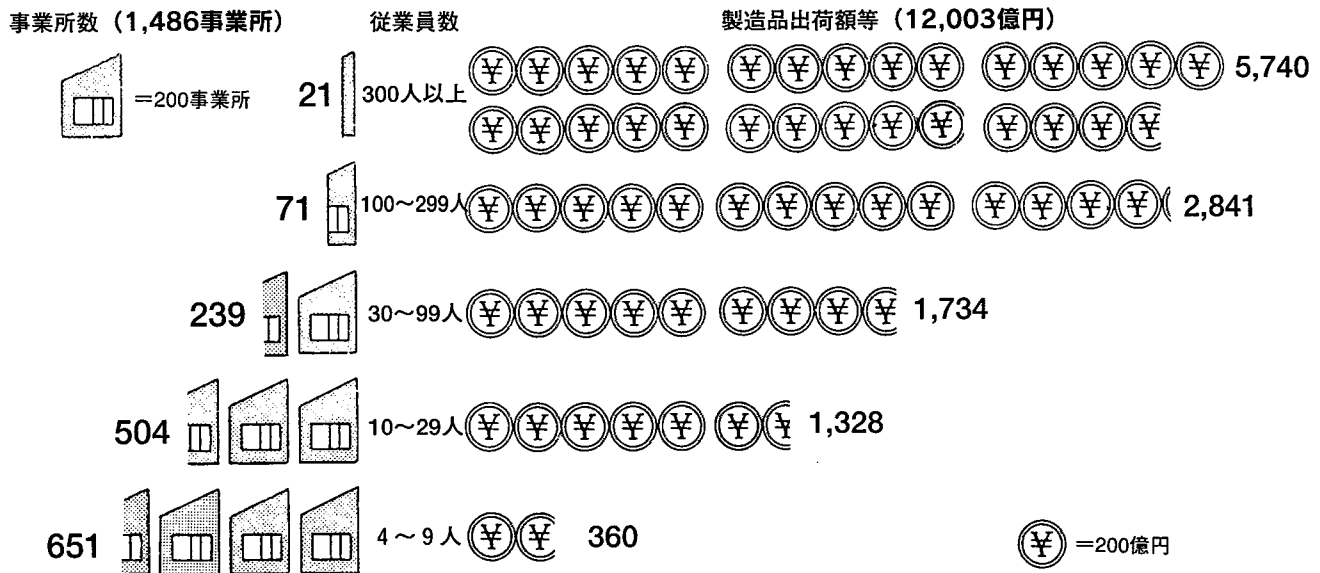 事業所数（1,486事業所） 従業員数 製造品出荷額等（12,003億円）
=200事業所 21 300人以上 5,740
71 100～299人 2,841
239 30～99人 1,734
504 10～29人 1,328
651 4～9人 360
¥ =200億円